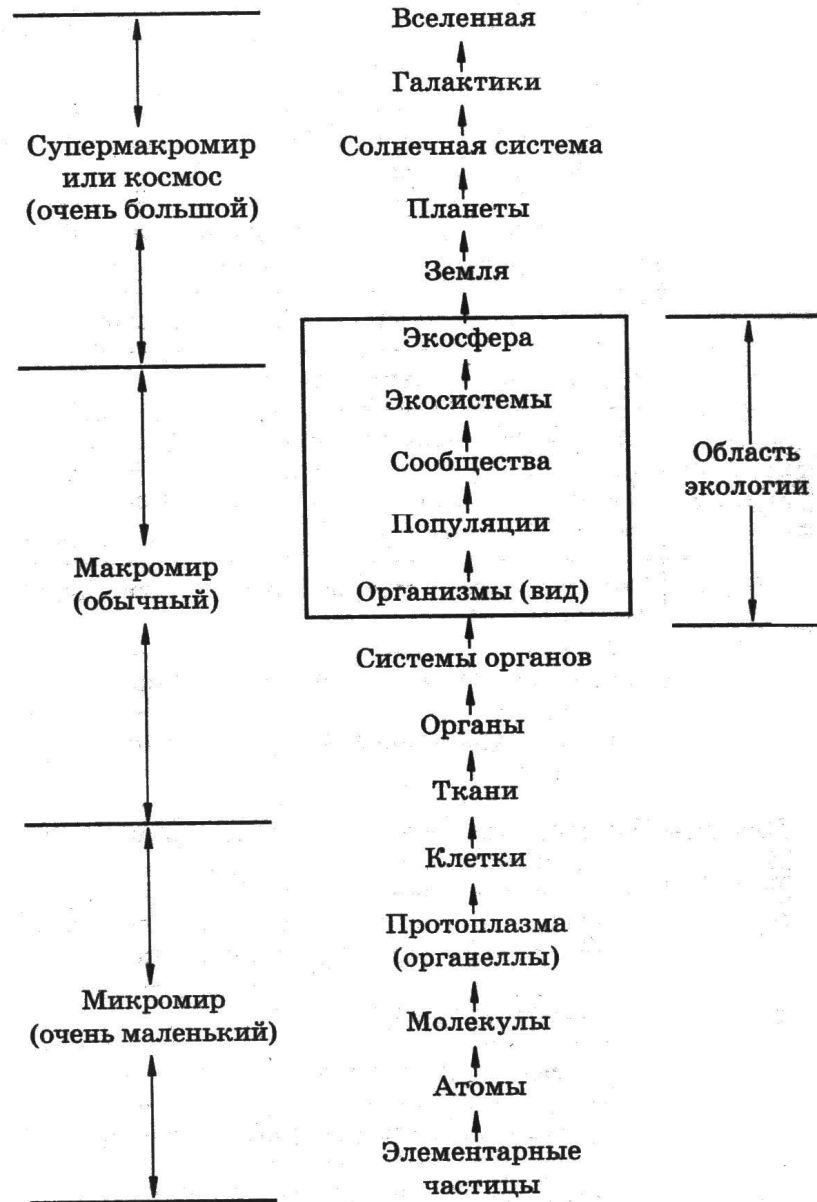 Вселенная
Галактики
Солнечная система
Планеты
Земля
Экосфера
Экосистемы
Сообщества
Популяции
Организмы (вид)
Системы органов
Органы
Ткани
Клетки
Протоплазма
(органеллы)
Молекулы
Атомы
Элементарные
частицы
Супермакромир
или космос
(очень большой)
Макромир
(обычный)
Микромир
(очень маленький)
Область
экологии